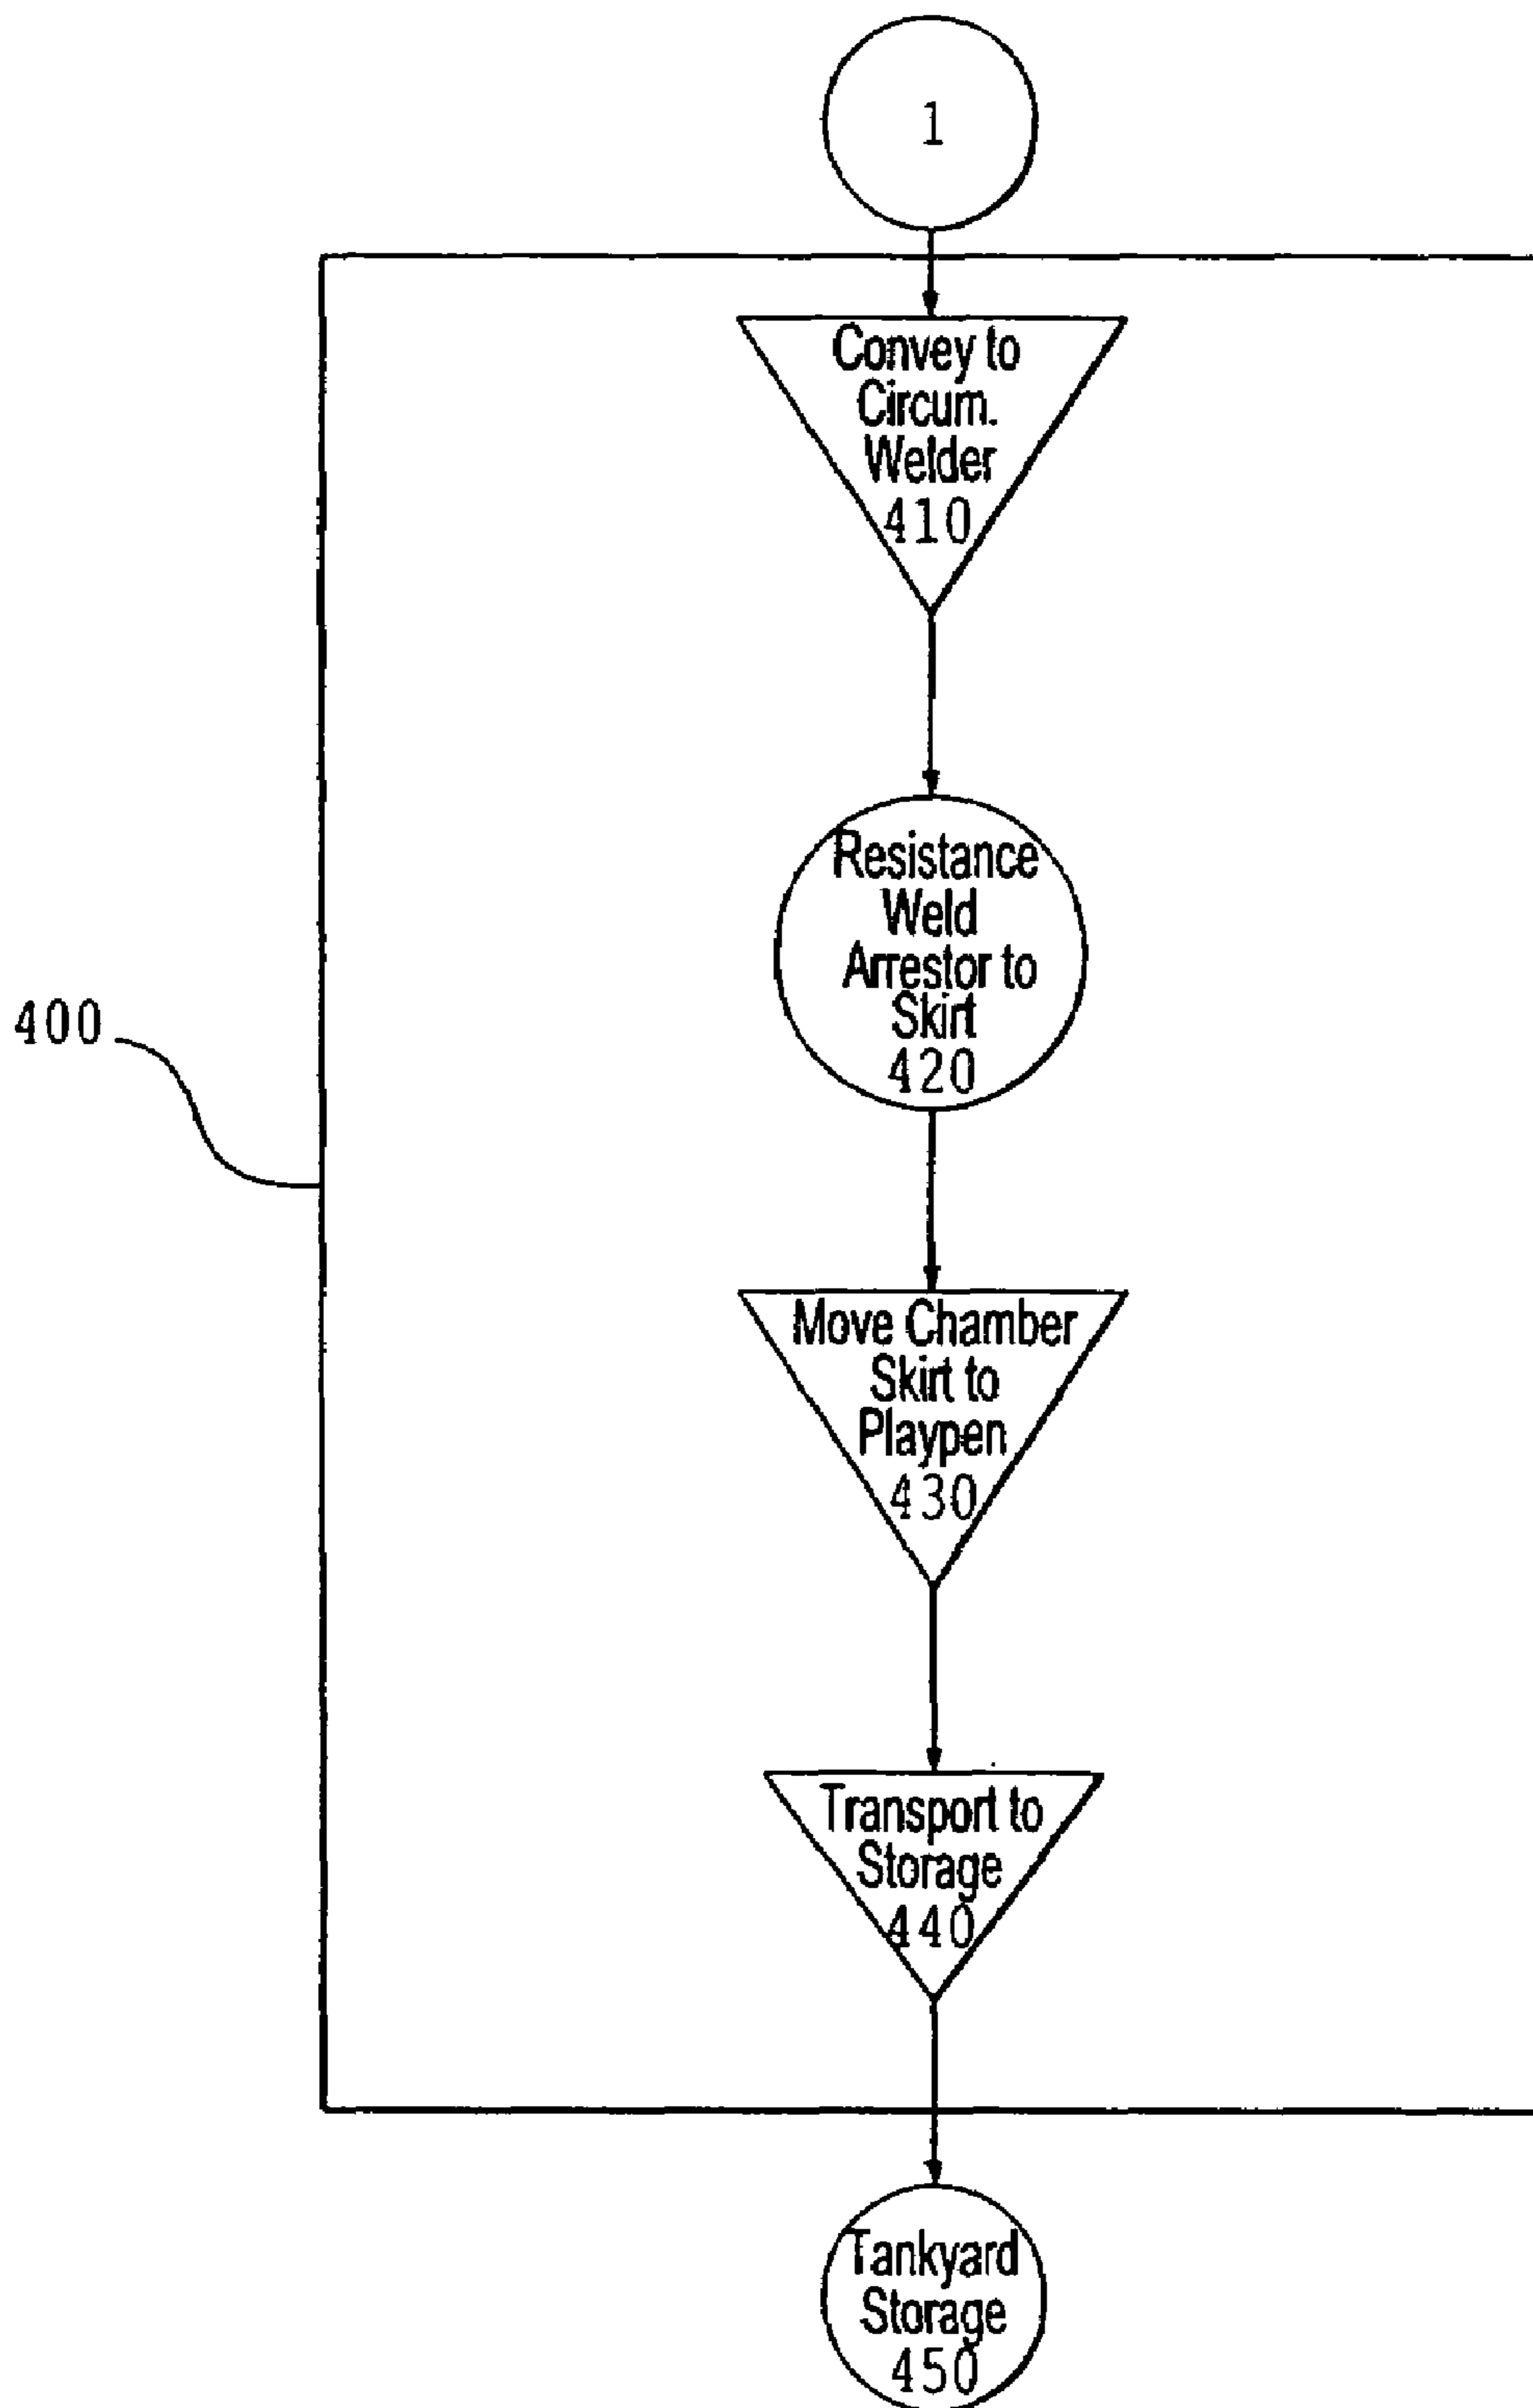 1
Convey to
Circum.
Welder
410
Resistance
Weld
Arrestor to
Skirt
420
400
Move Chamber
Skirt to
Playpen
430
Transport to
Storage
440
Tankyard
Storage
450